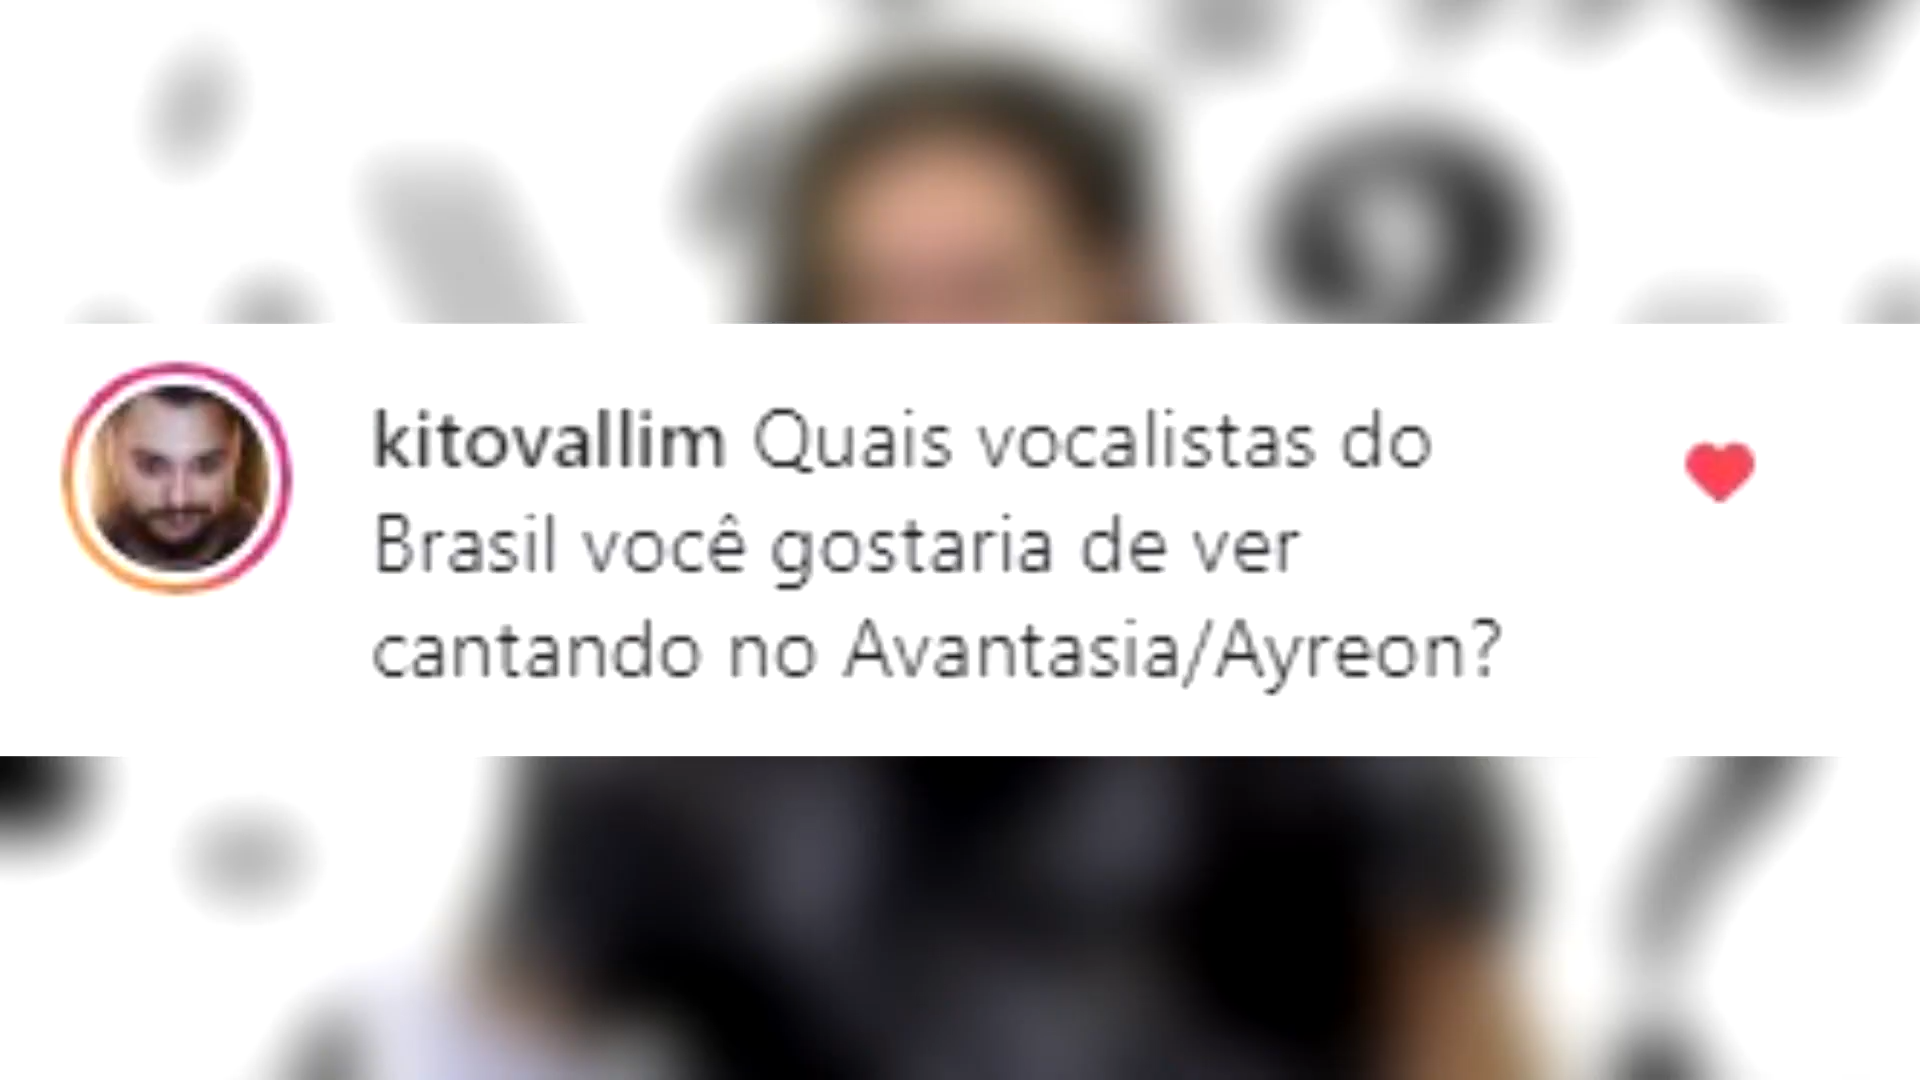 kitovallim Quais vocalistas do
Brasil você gostaria de ver
cantando no Avantasia/Ayreon?